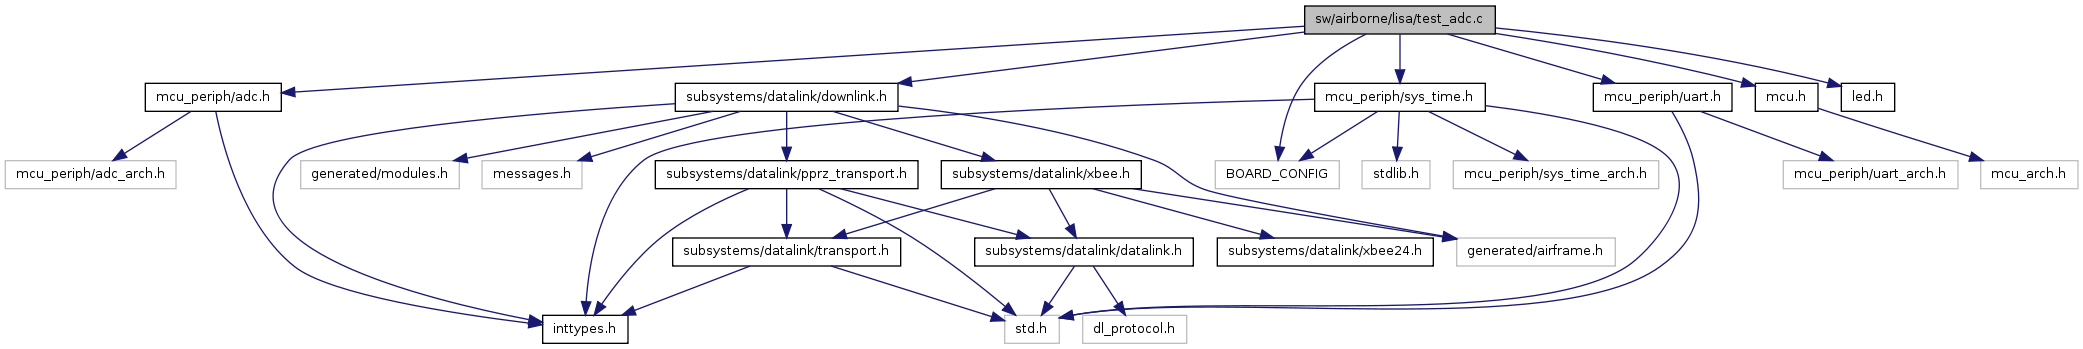 sw/airborne/lisa/test_adc.c
mcu_periph/adc.h
subsystems/datalink/downlink.h
mcu_periph/sys_time.h
mcu_periph/uart.h
mcu.h
led.h
mcu_periph/adc_arch.h
generated/modules.h
messages.h
subsystems/datalink/pprz_transport.h
subsystems/datalink/xbee.h
BOARD_CONFIG
stdlib.h
mcu_periph/sys_time_arch.h
mcu_periph/uart_arch.h
mcu_arch.h
subsystems/datalink/transport.h
subsystems/datalink/datalink.h
subsystems/datalink/xbee24.h
generated/airframe.h
inttypes.h
std.h
dl_protocol.h